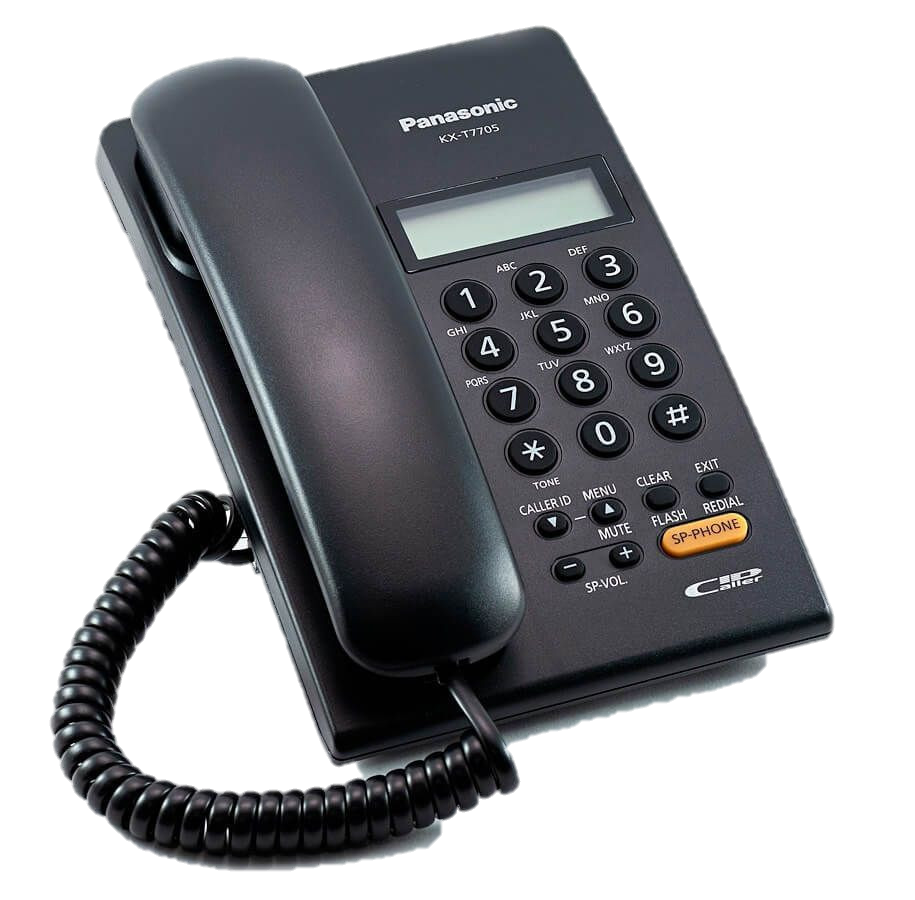 Panasonic
KX-T7705
ABC DEF
1 2 3
GHI JKL MNO
4 5 6
PQRS TUV WXYZ
7 8 9
* 0 #
TONE
CALLER ID MENU CLEAR EXIT
▼ — ▲
MUTE FLASH REDIAL
− + SP-PHONE
SP-VOL.
Caller ID